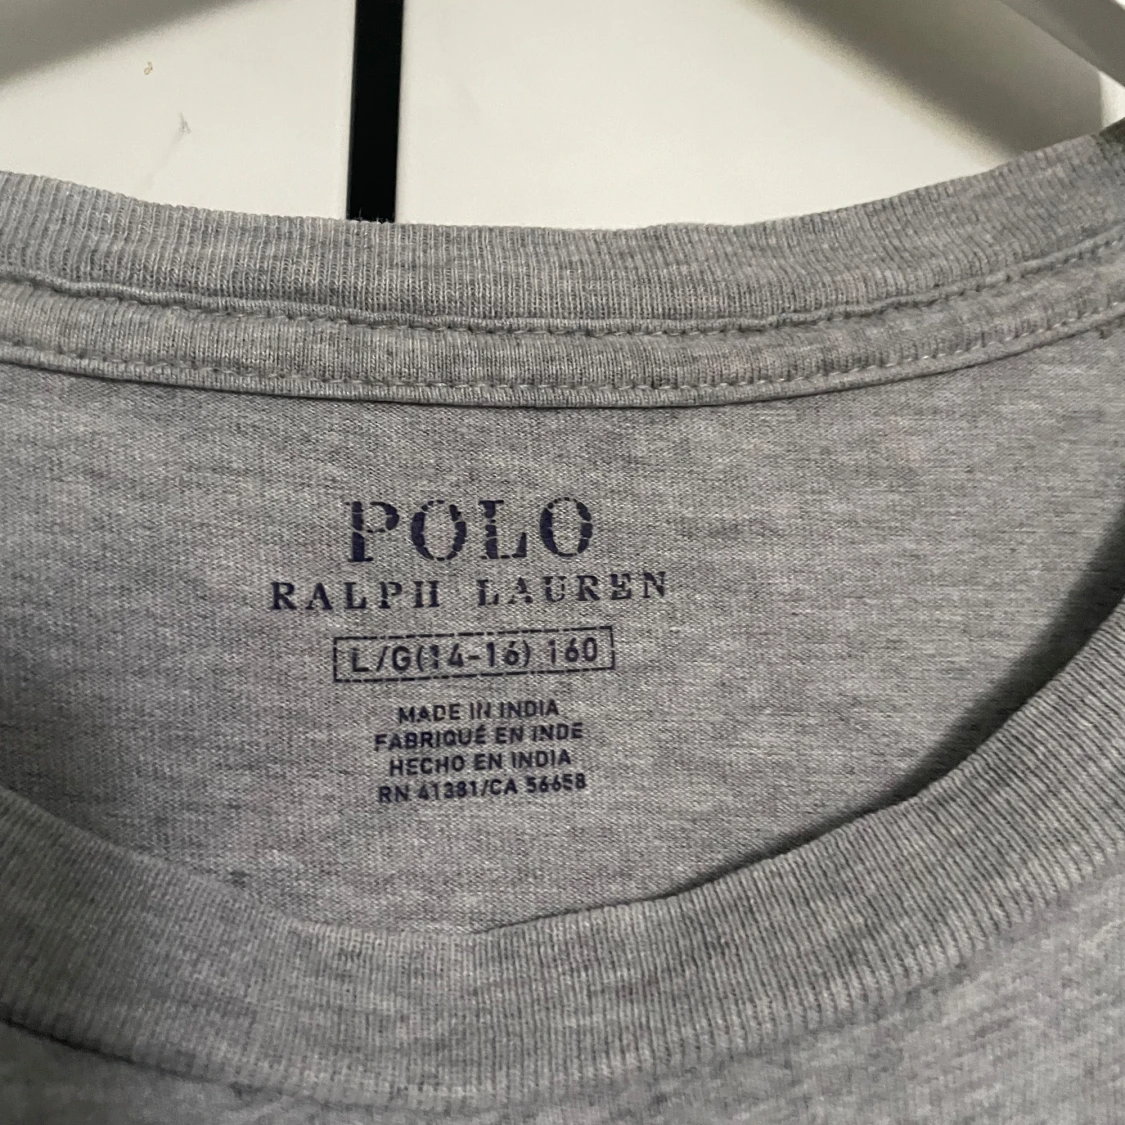 POLO
RALPH LAUREN
L/G(14-16) 160
MADE IN INDIA
FABRIQUÉ EN INDE
HECHO EN INDIA
RN 41381/CA 56658